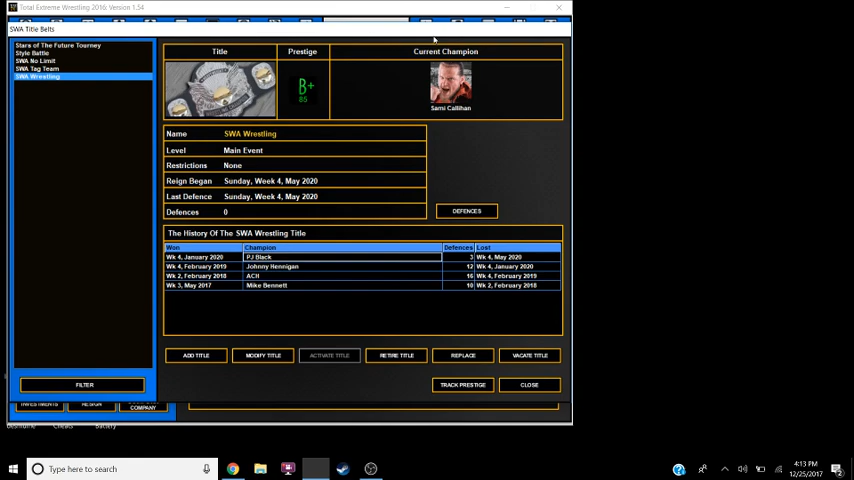 Total Extreme Wrestling 2016: Version 1.54
SWA Title Belts
Stars of The Future Tourney
Style Battle
SWA No Limit
SWA Tag Team
SWA Wrestling
Title
Prestige
Current Champion
B+
85
Sami Callihan
Name SWA Wrestling
Level Main Event
Restrictions None
Reign Began Sunday, Week 4, May 2020
Last Defence Sunday, Week 4, May 2020
Defences 0
DEFENCES
The History Of The SWA Wrestling Title
Won Champion Defences Lost
Wk 4, January 2020 PJ Black 3 Wk 4, May 2020
Wk 4, February 2019 Johnny Hennigan 12 Wk 4, January 2020
Wk 2, February 2018 ACH 16 Wk 4, February 2019
Wk 3, May 2017 Mike Bennett 10 Wk 2, February 2018
ADD TITLE MODIFY TITLE ACTIVATE TITLE RETIRE TITLE REPLACE VACATE TITLE
FILTER TRACK PRESTIGE CLOSE
INVESTMENTS RESIGN COMPANY
Cheats Battery
Type here to search
4:13 PM
12/25/2017
2